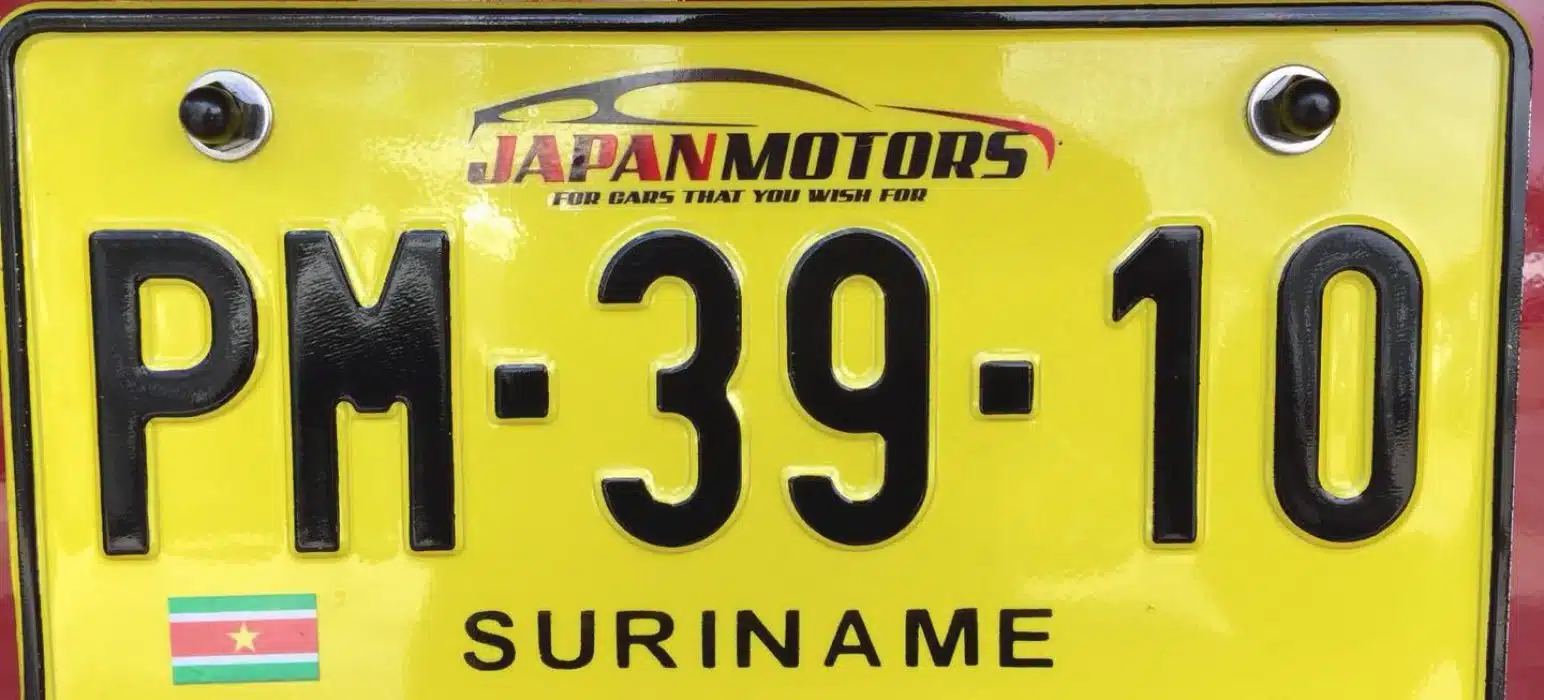 JAPANMOTORS
FOR CARS THAT YOU WISH FOR
PM·39·10
SURINAME